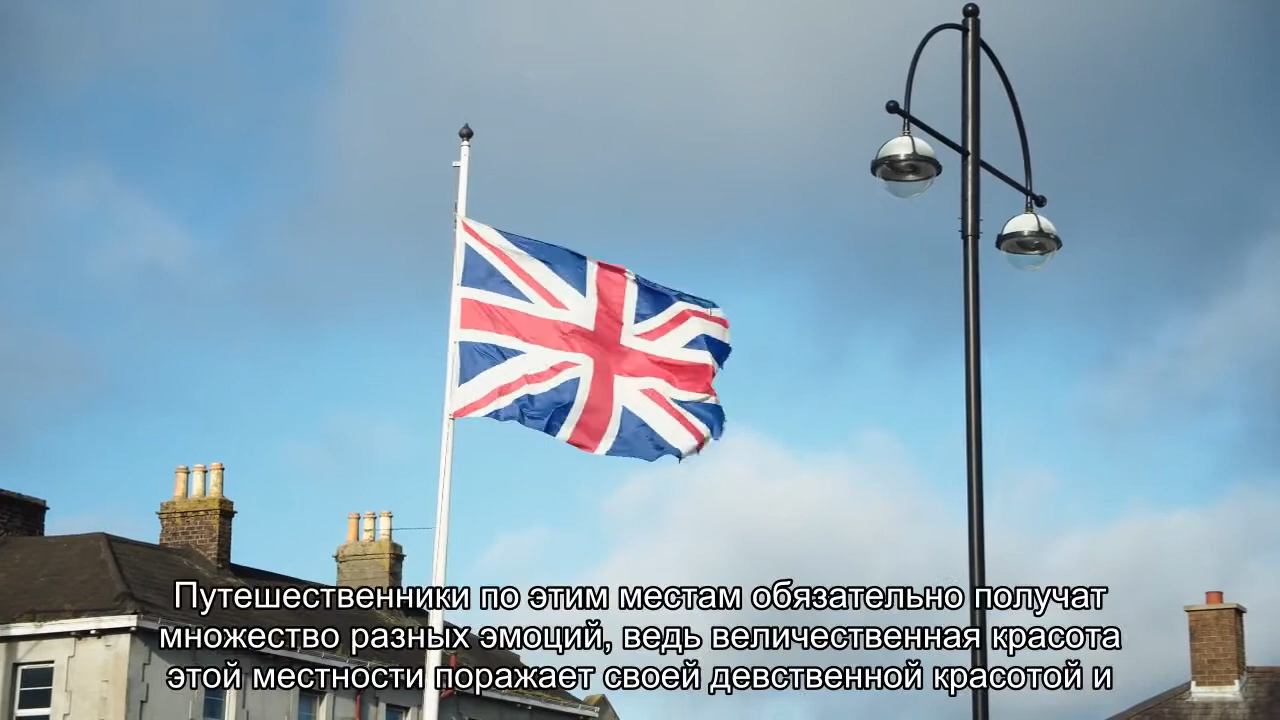 Путешественники по этим местам обязательно получат
множество разных эмоций, ведь величественная красота
этой местности поражает своей девственной красотой и